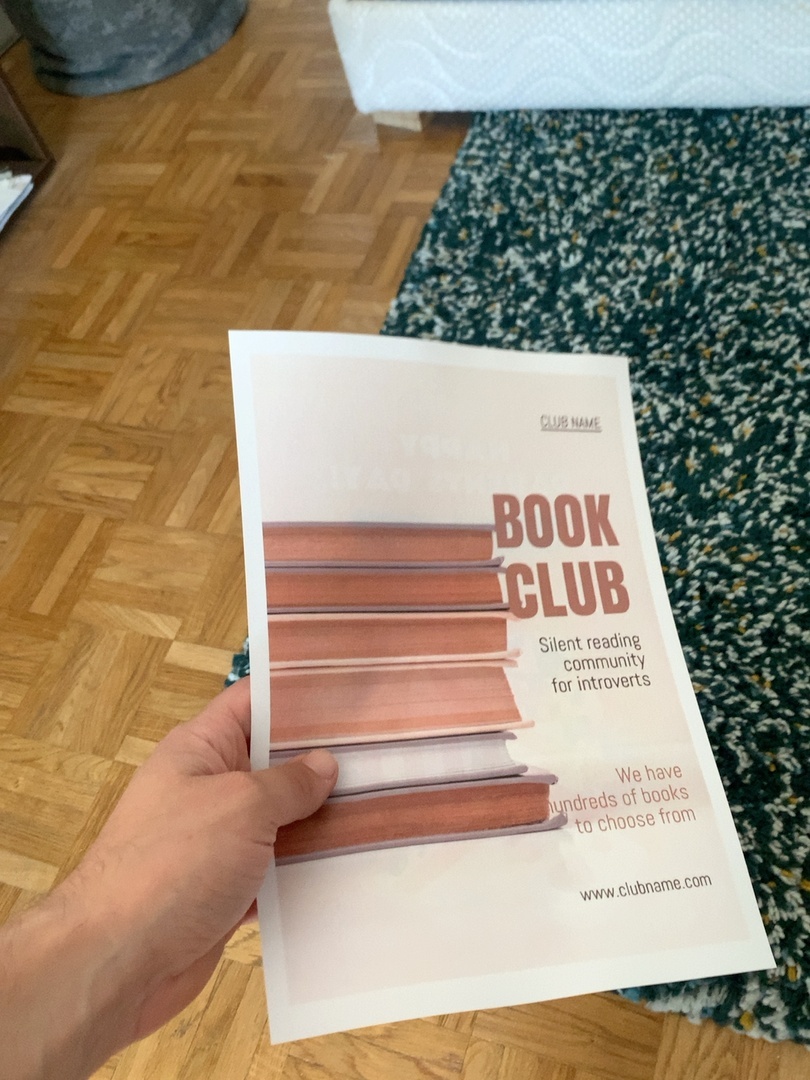 CLUB NAME
BOOK
CLUB
Silent reading
community
for introverts
We have
hundreds of books
to choose from
www.clubname.com